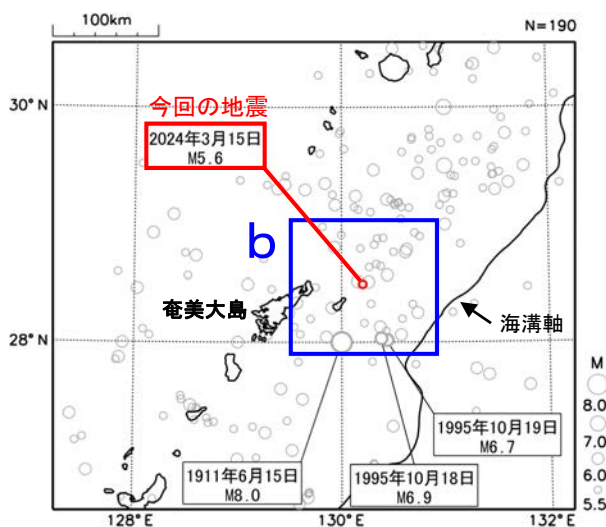 100km
N=190
30°N
今回の地震
2024年3月15日
M5.6
b
奄美大島
海溝軸
28°N
M
8.0
7.0
6.0
5.5
1995年10月19日
M6.7
1911年6月15日
M8.0
1995年10月18日
M6.9
128°E
130°E
132°E